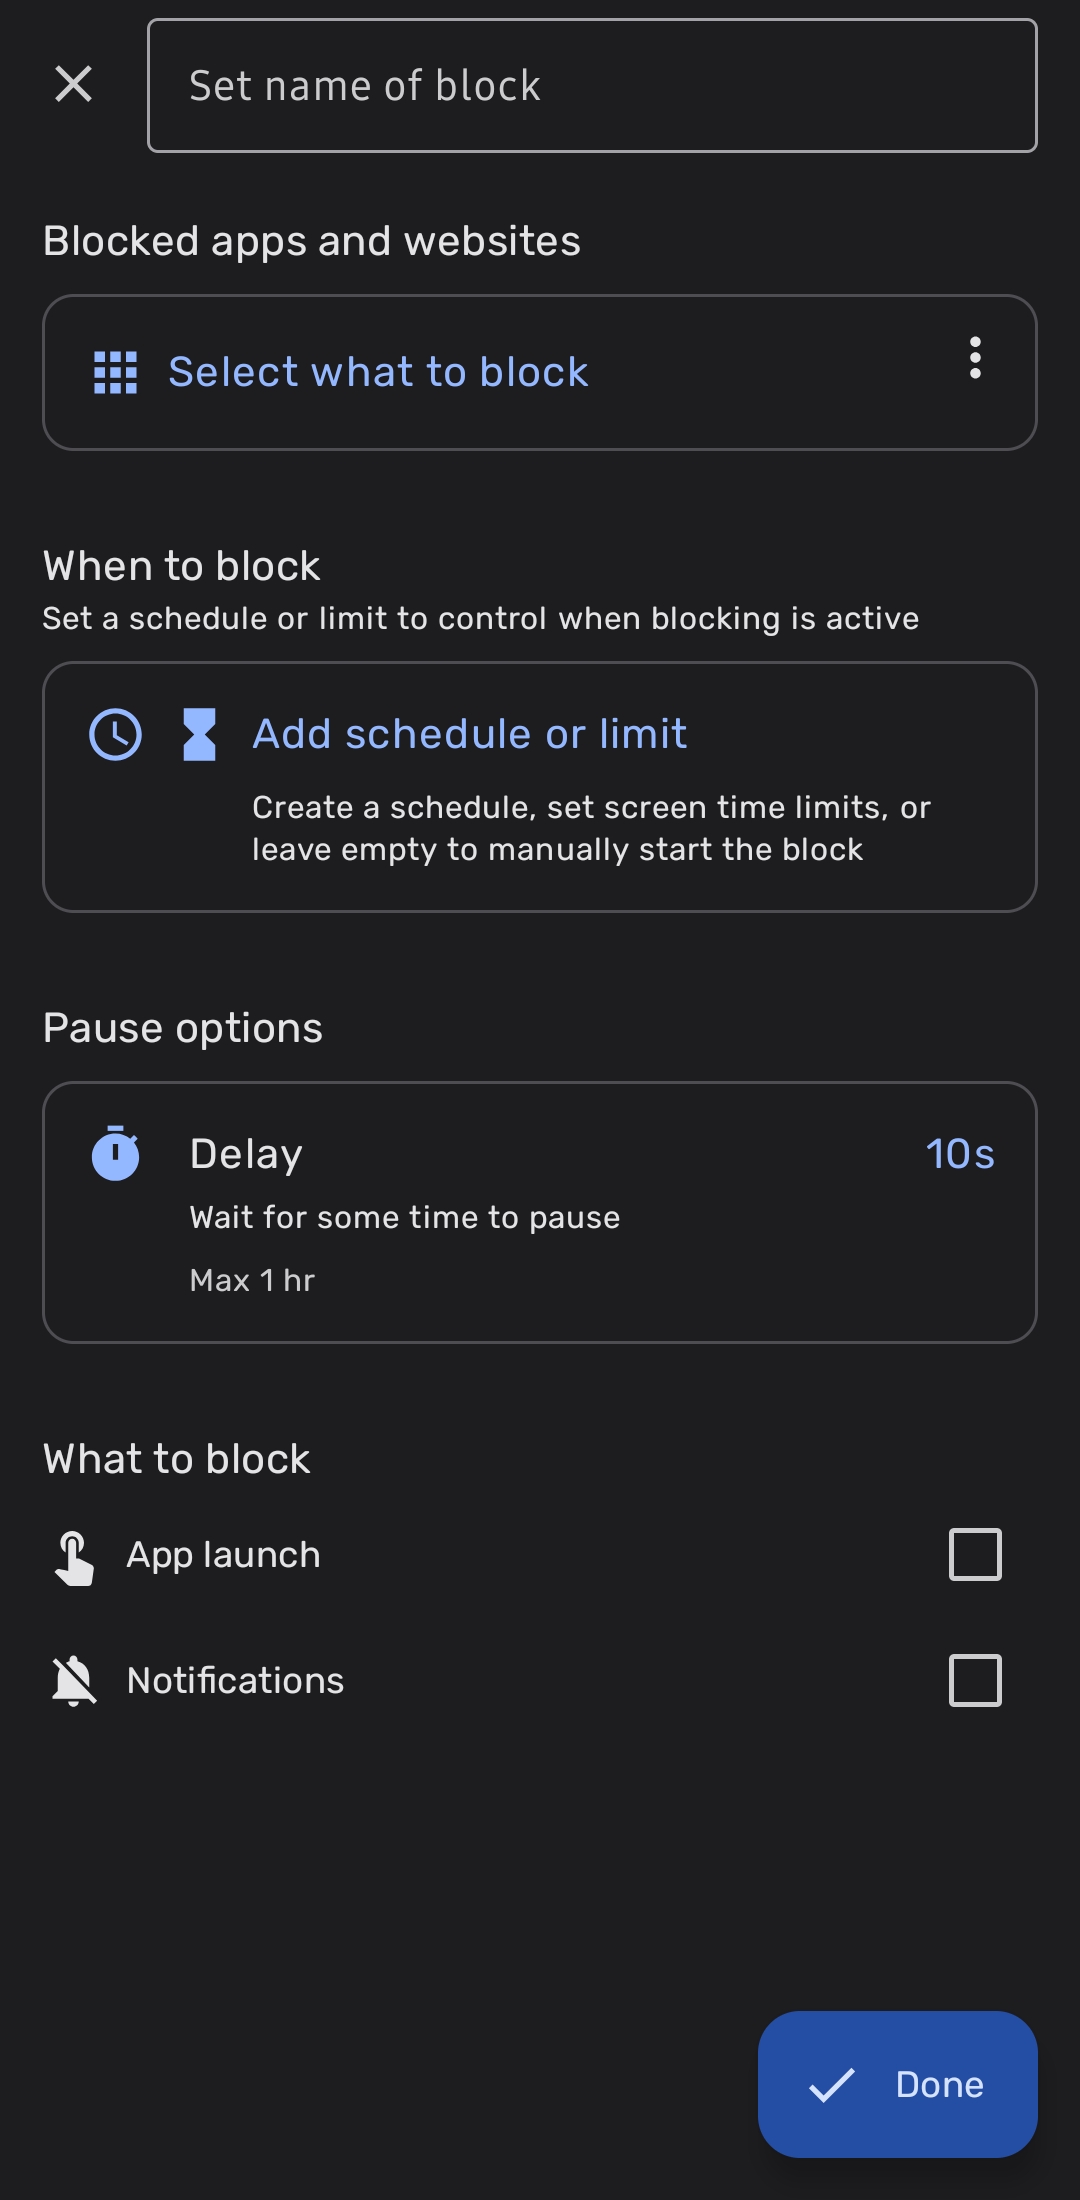 Set name of block
Blocked apps and websites
Select what to block
When to block
Set a schedule or limit to control when blocking is active
Add schedule or limit
Create a schedule, set screen time limits, or
leave empty to manually start the block
Pause options
Delay
10s
Wait for some time to pause
Max 1 hr
What to block
App launch
Notifications
Done